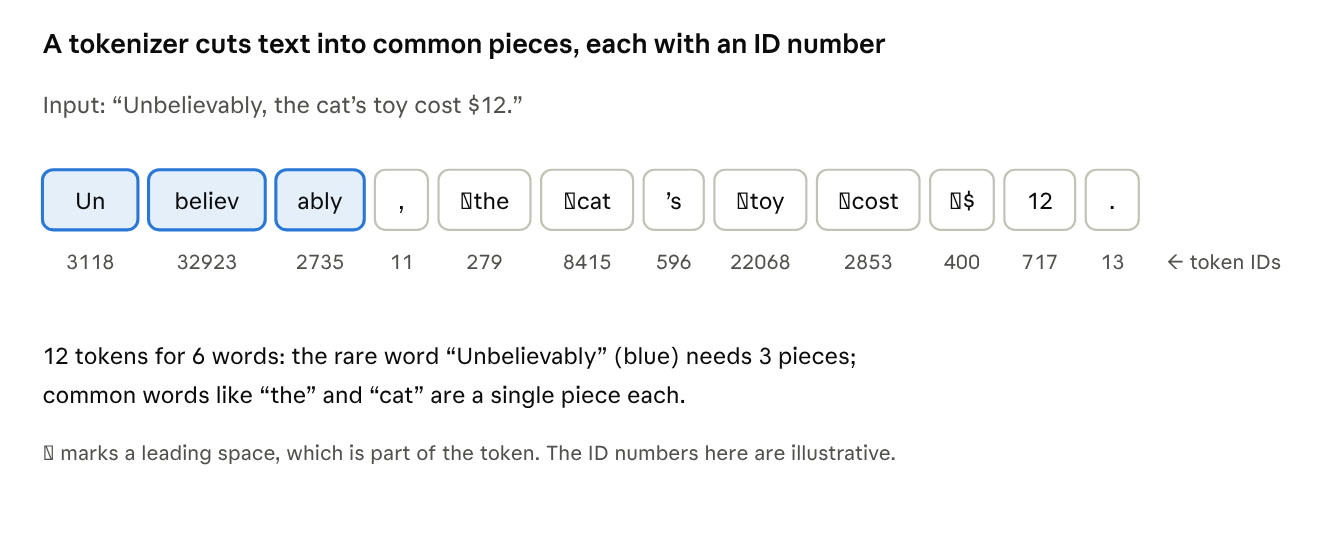 A tokenizer cuts text into common pieces, each with an ID number
Input: “Unbelievably, the cat’s toy cost $12.”
Un believ ably , the cat ’s toy cost $ 12 .
3118 32923 2735 11 279 8415 596 22068 2853 400 717 13 ← token IDs
12 tokens for 6 words: the rare word “Unbelievably” (blue) needs 3 pieces;
common words like “the” and “cat” are a single piece each.
marks a leading space, which is part of the token. The ID numbers here are illustrative.